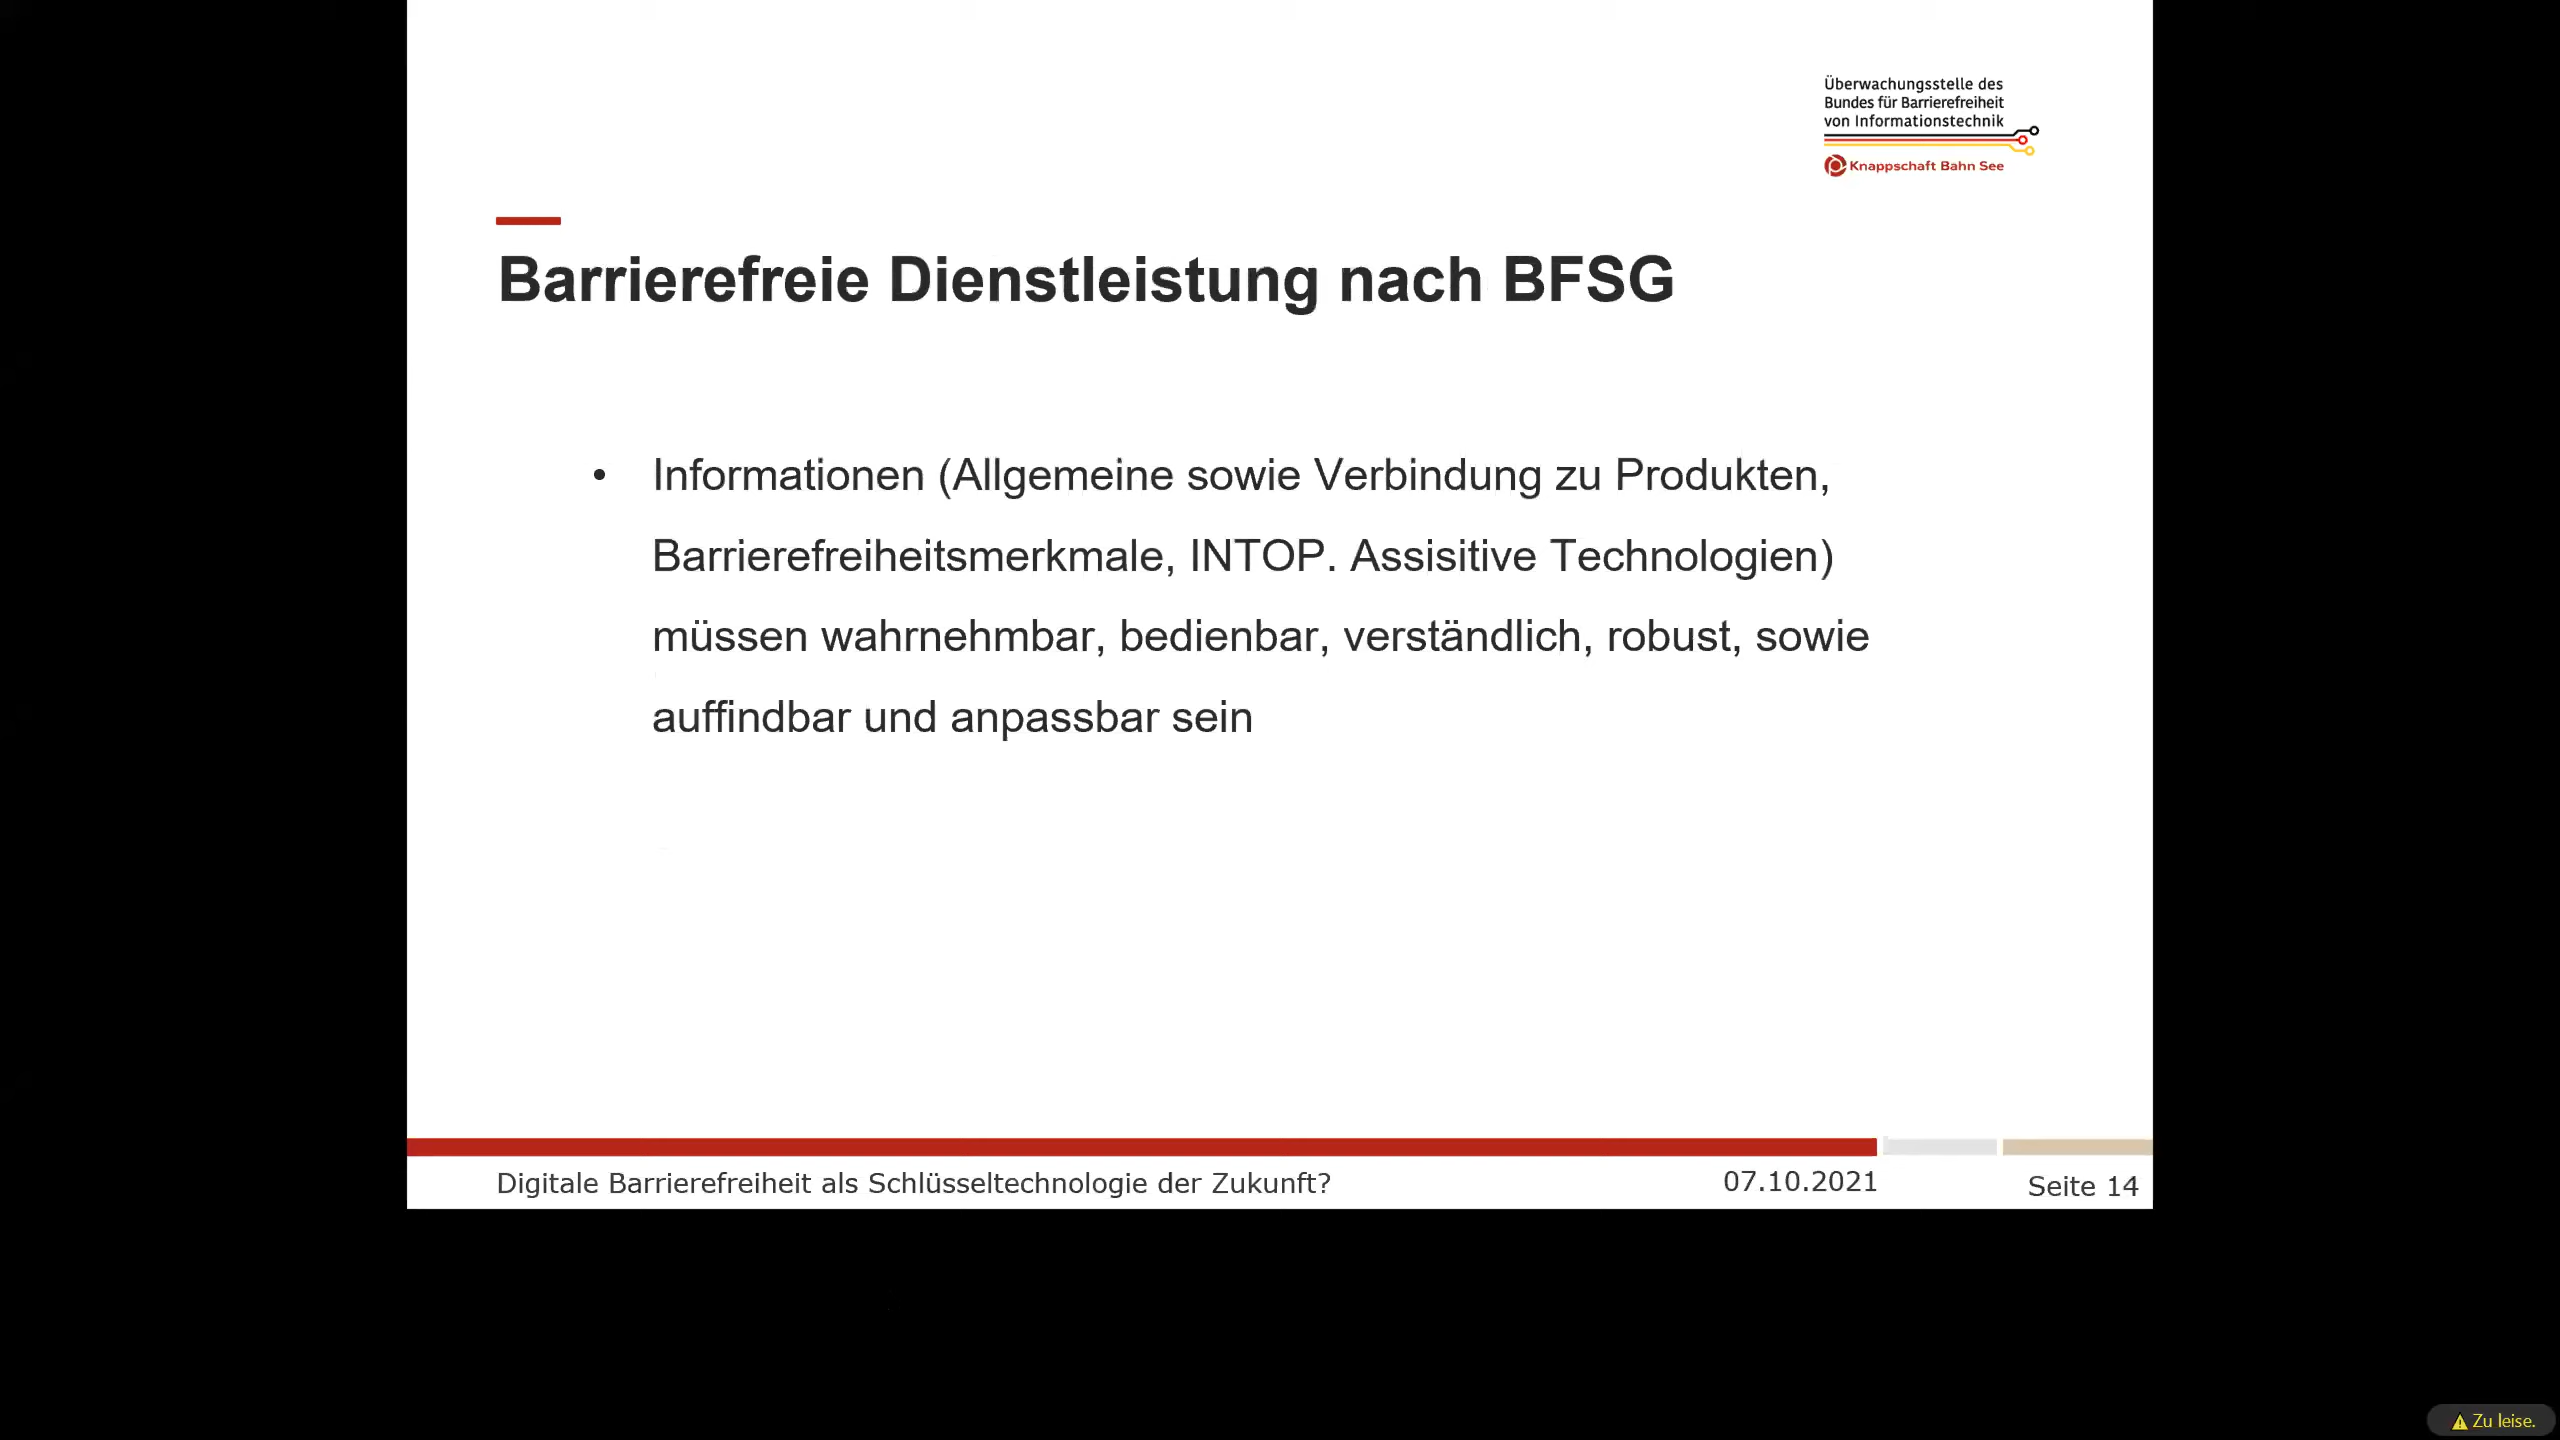 Überwachungsstelle des
Bundes für Barrierefreiheit
von Informationstechnik
Knappschaft Bahn See
Barrierefreie Dienstleistung nach BFSG
• Informationen (Allgemeine sowie Verbindung zu Produkten,
Barrierefreiheitsmerkmale, INTOP. Assisitive Technologien)
müssen wahrnehmbar, bedienbar, verständlich, robust, sowie
auffindbar und anpassbar sein
Digitale Barrierefreiheit als Schlüsseltechnologie der Zukunft? 07.10.2021 Seite 14
Zu leise.